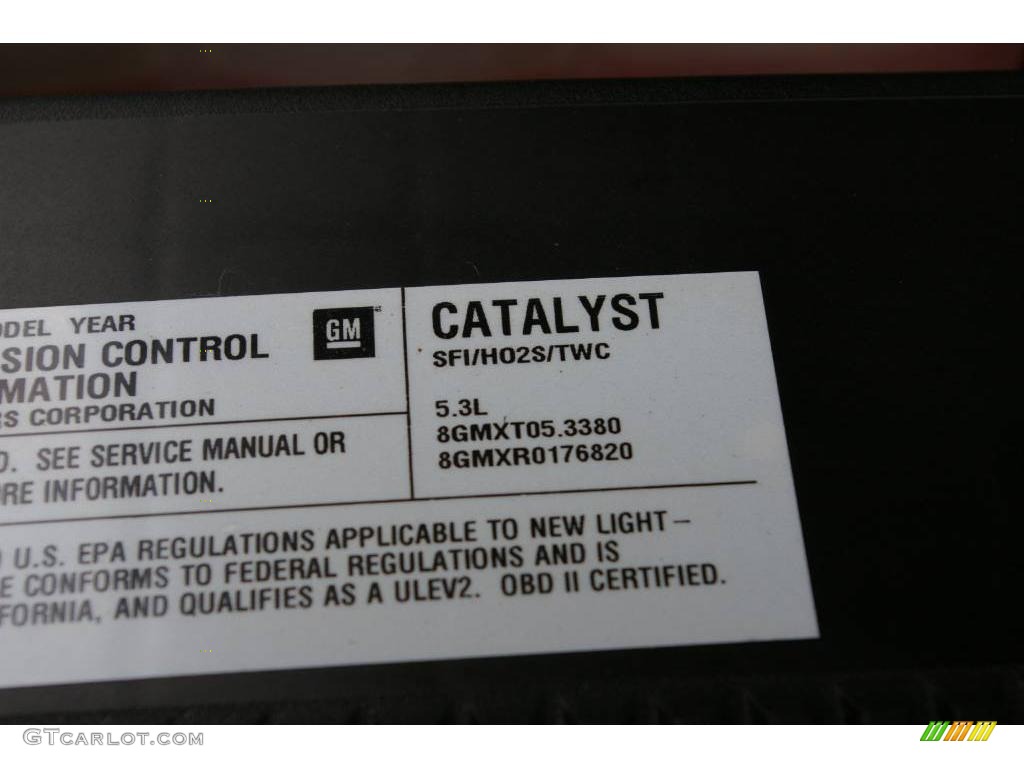 ODEL YEAR
SION CONTROL
MATION
RS CORPORATION
GM
CATALYST
SFI/HO2S/TWC
5.3L
8GMXT05.3380
8GMXR0176820
D. SEE SERVICE MANUAL OR
RE INFORMATION.
U.S. EPA REGULATIONS APPLICABLE TO NEW LIGHT–
E CONFORMS TO FEDERAL REGULATIONS AND IS
FORNIA, AND QUALIFIES AS A ULEV2. OBD II CERTIFIED.
GTCARLOT.COM